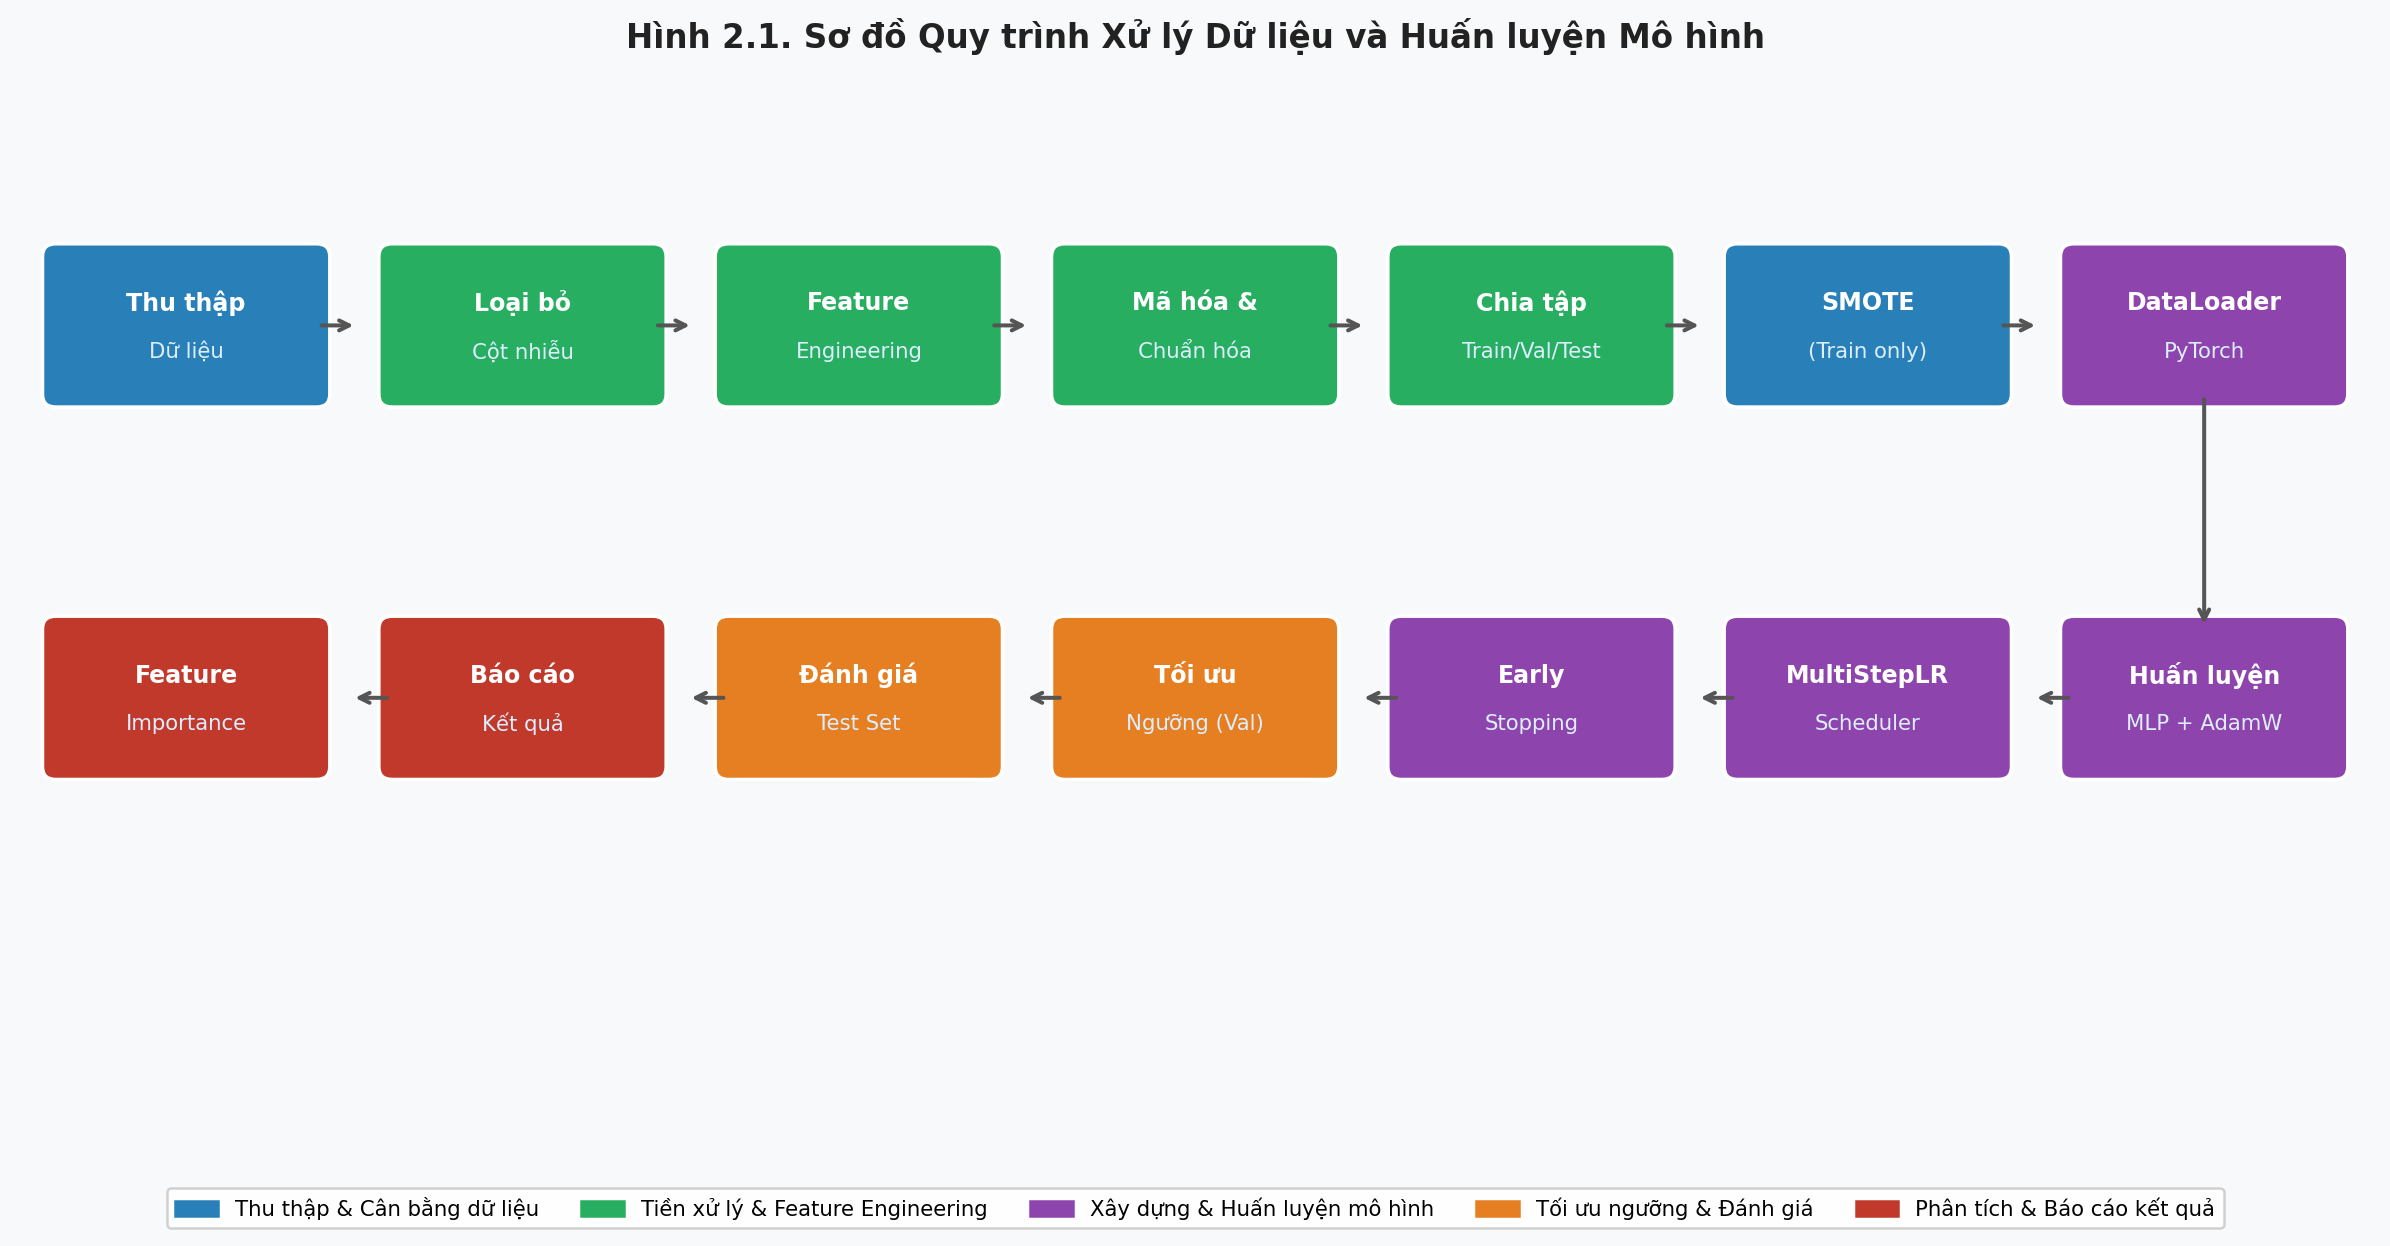 Hình 2.1. Sơ đồ Quy trình Xử lý Dữ liệu và Huấn luyện Mô hình
Thu thập
Dữ liệu
Loại bỏ
Cột nhiễu
Feature
Engineering
Mã hóa &
Chuẩn hóa
Chia tập
Train/Val/Test
SMOTE
(Train only)
DataLoader
PyTorch
Huấn luyện
MLP + AdamW
MultiStepLR
Scheduler
Early
Stopping
Tối ưu
Ngưỡng (Val)
Đánh giá
Test Set
Báo cáo
Kết quả
Feature
Importance
Thu thập & Cân bằng dữ liệu
Tiền xử lý & Feature Engineering
Xây dựng & Huấn luyện mô hình
Tối ưu ngưỡng & Đánh giá
Phân tích & Báo cáo kết quả